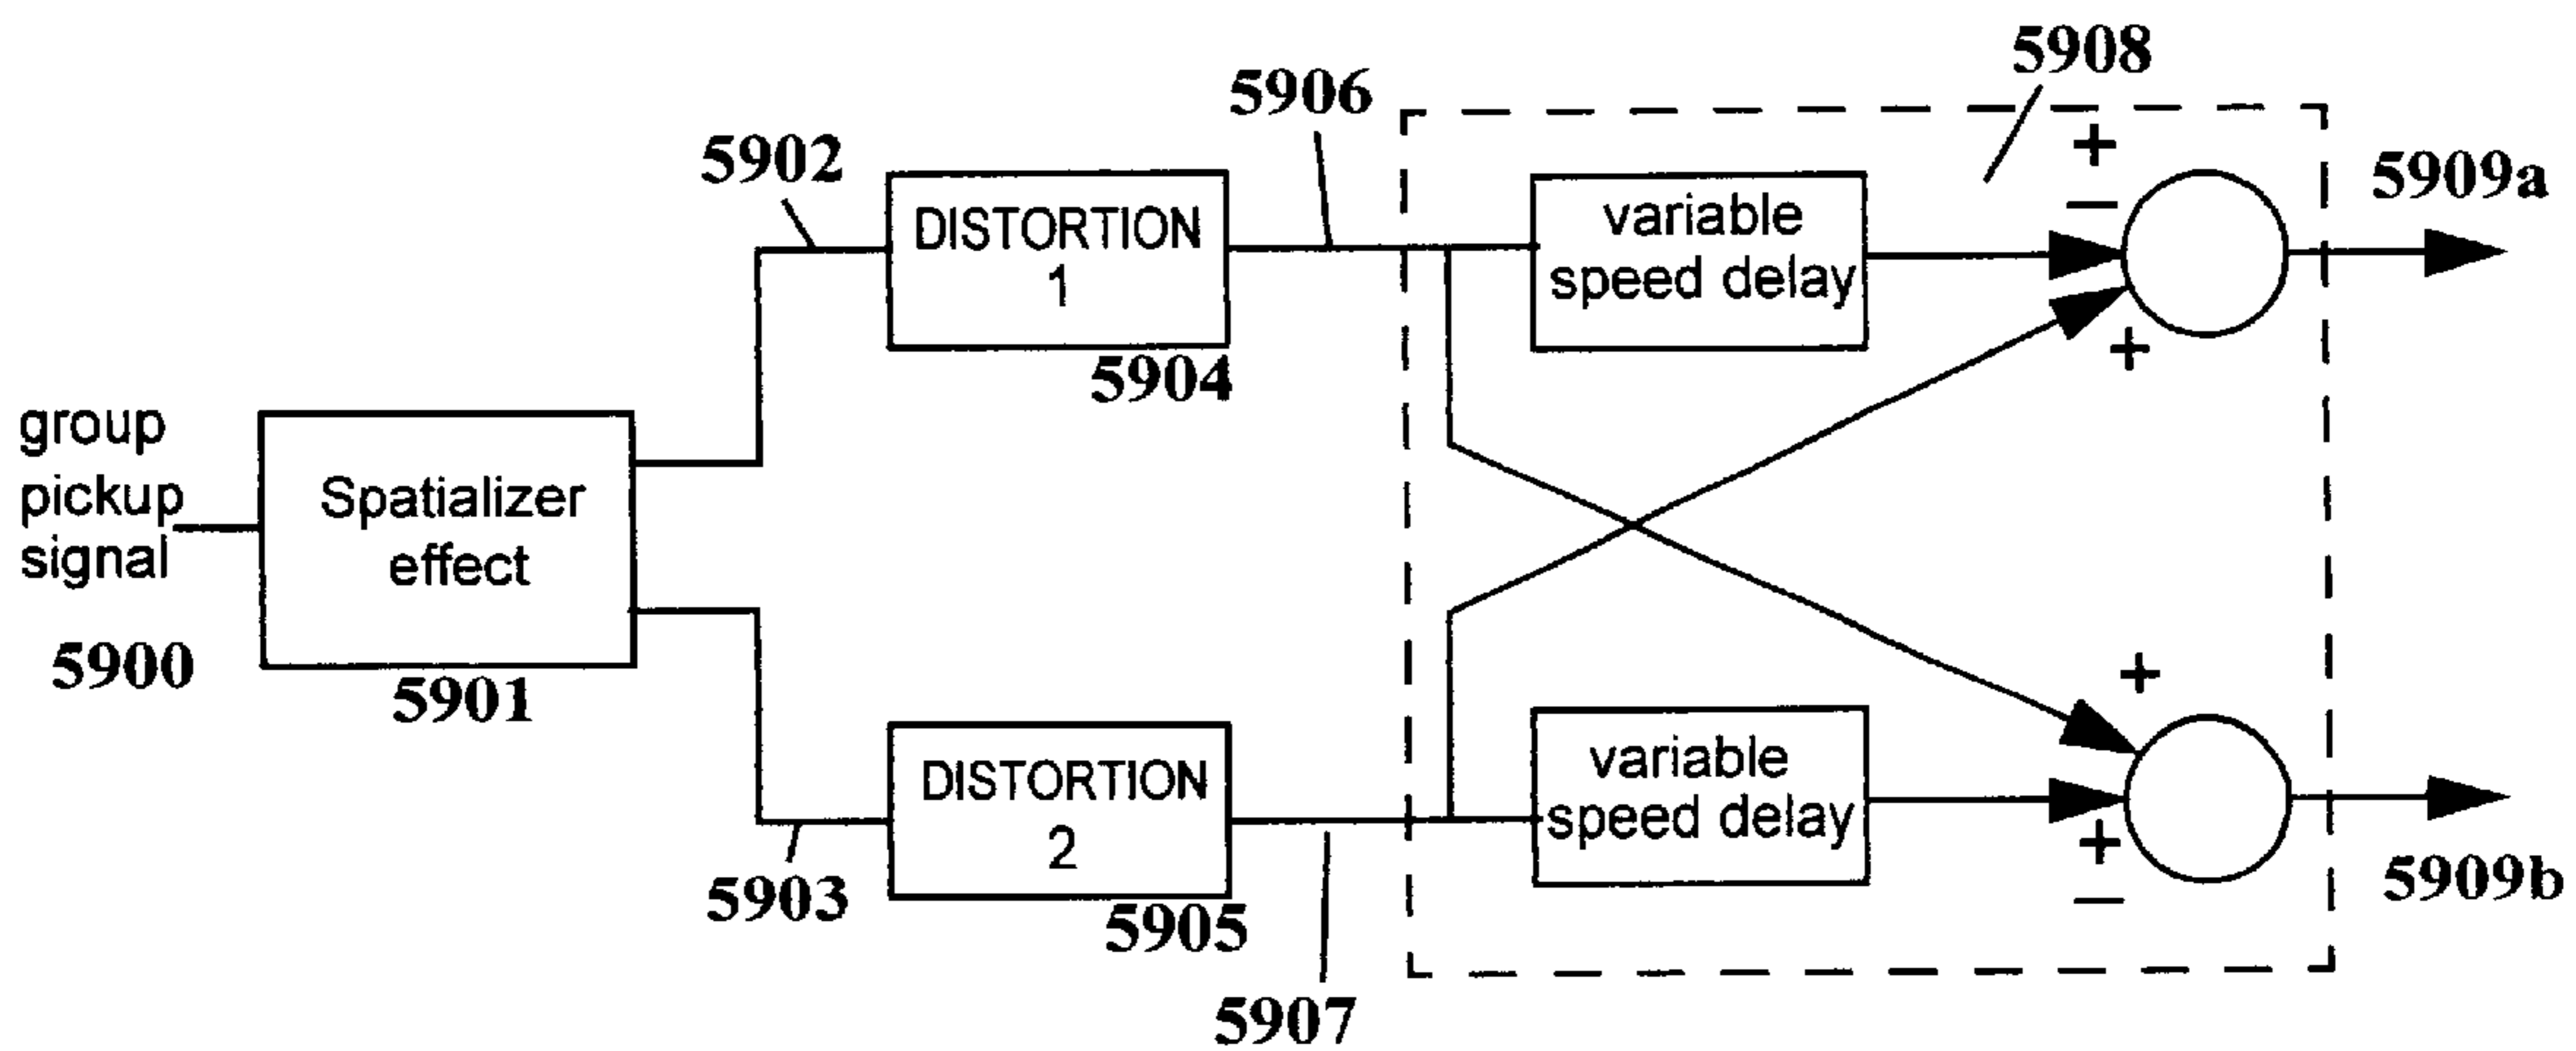 5908
5906
5902
5909a
+
−
variable
speed delay
DISTORTION
1
+
5904
group
pickup
signal
Spatializer
effect
5900
5901
+
variable
speed delay
DISTORTION
2
+
−
5903
5905
5909b
5907